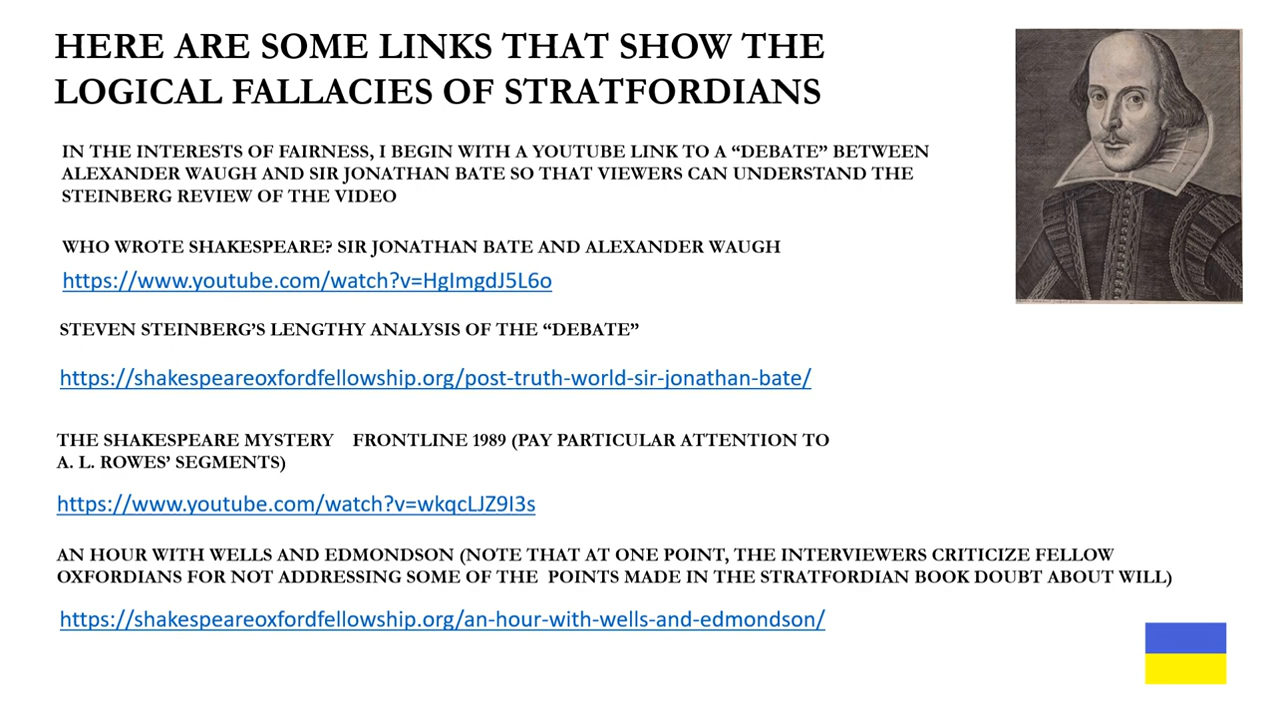 HERE ARE SOME LINKS THAT SHOW THE
LOGICAL FALLACIES OF STRATFORDIANS
IN THE INTERESTS OF FAIRNESS, I BEGIN WITH A YOUTUBE LINK TO A “DEBATE” BETWEEN
ALEXANDER WAUGH AND SIR JONATHAN BATE SO THAT VIEWERS CAN UNDERSTAND THE
STEINBERG REVIEW OF THE VIDEO
WHO WROTE SHAKESPEARE? SIR JONATHAN BATE AND ALEXANDER WAUGH
https://www.youtube.com/watch?v=HgImgdJ5L6o
STEVEN STEINBERG’S LENGTHY ANALYSIS OF THE “DEBATE”
https://shakespeareoxfordfellowship.org/post-truth-world-sir-jonathan-bate/
THE SHAKESPEARE MYSTERY FRONTLINE 1989 (PAY PARTICULAR ATTENTION TO
A. L. ROWES’ SEGMENTS)
https://www.youtube.com/watch?v=wkqcLJZ9I3s
AN HOUR WITH WELLS AND EDMONDSON (NOTE THAT AT ONE POINT, THE INTERVIEWERS CRITICIZE FELLOW
OXFORDIANS FOR NOT ADDRESSING SOME OF THE POINTS MADE IN THE STRATFORDIAN BOOK DOUBT ABOUT WILL)
https://shakespeareoxfordfellowship.org/an-hour-with-wells-and-edmondson/